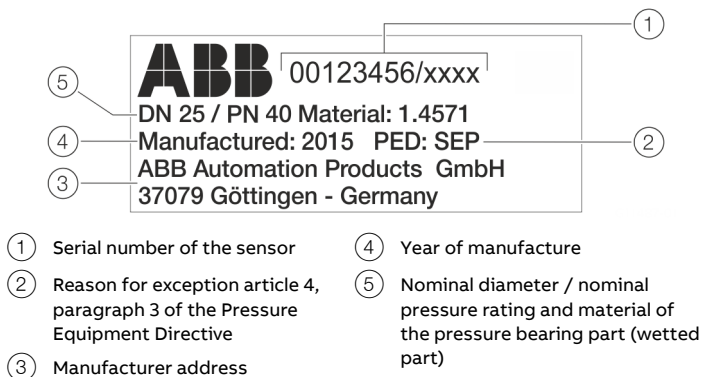 1
ABB 00123456/xxxx
5
DN 25 / PN 40 Material: 1.4571
4 Manufactured: 2015 PED: SEP 2
ABB Automation Products GmbH
3
37079 Göttingen - Germany
1 Serial number of the sensor
2 Reason for exception article 4,
paragraph 3 of the Pressure
Equipment Directive
3 Manufacturer address
4 Year of manufacture
5 Nominal diameter / nominal
pressure rating and material of
the pressure bearing part (wetted
part)